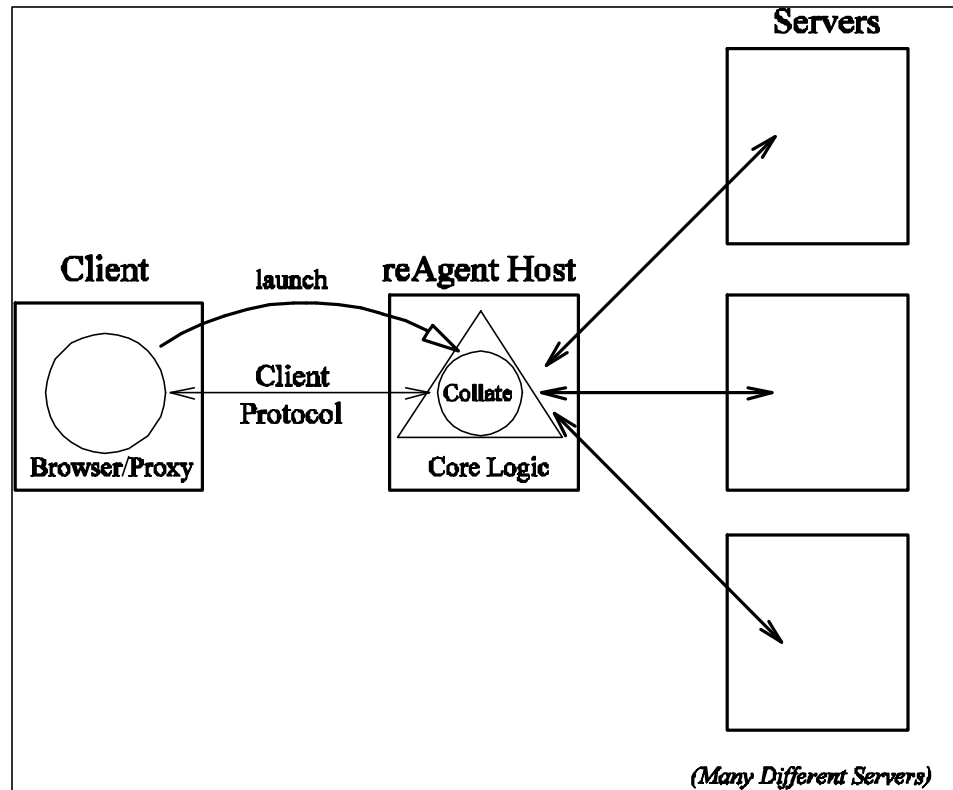 Servers
Client
launch
reAgent Host
Client
Protocol
Collate
Browser/Proxy
Core Logic
(Many Different Servers)